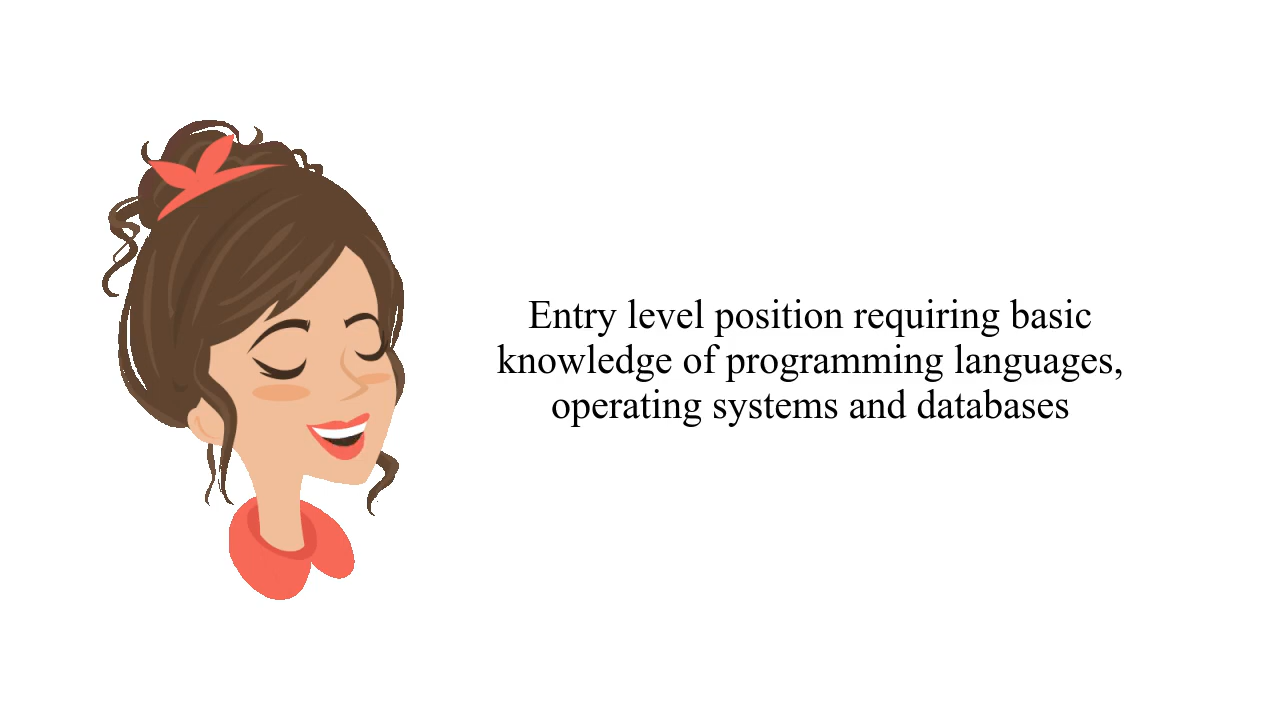 Entry level position requiring basic
knowledge of programming languages,
operating systems and databases